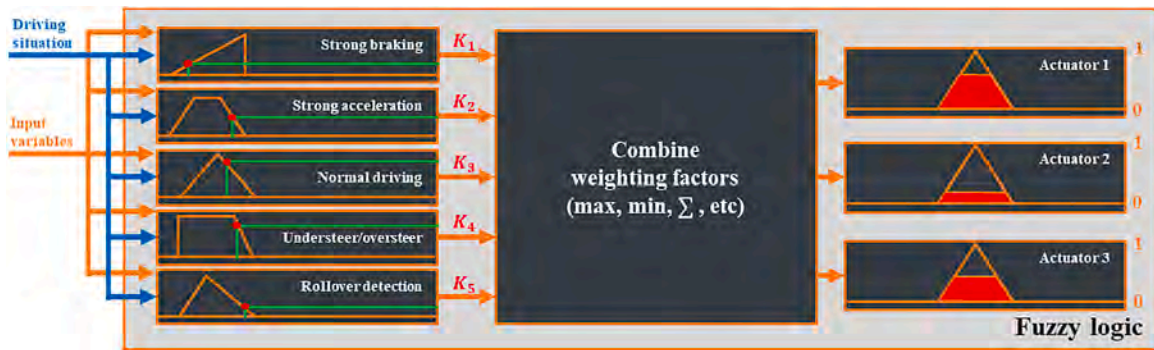 Driving
situation
Input
variables
Strong braking
K₁
Strong acceleration
K₂
Normal driving
K₃
Understeer/oversteer
K₄
Rollover detection
K₅
Combine
weighting factors
(max, min, ∑ , etc)
Actuator 1
1
0
Actuator 2
1
0
Actuator 3
1
0
Fuzzy logic